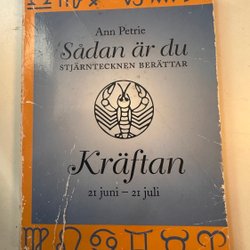 Ann Petrie
Sådan är du
STJÄRNTECKNEN BERÄTTAR
Kräftan
21 juni – 21 juli